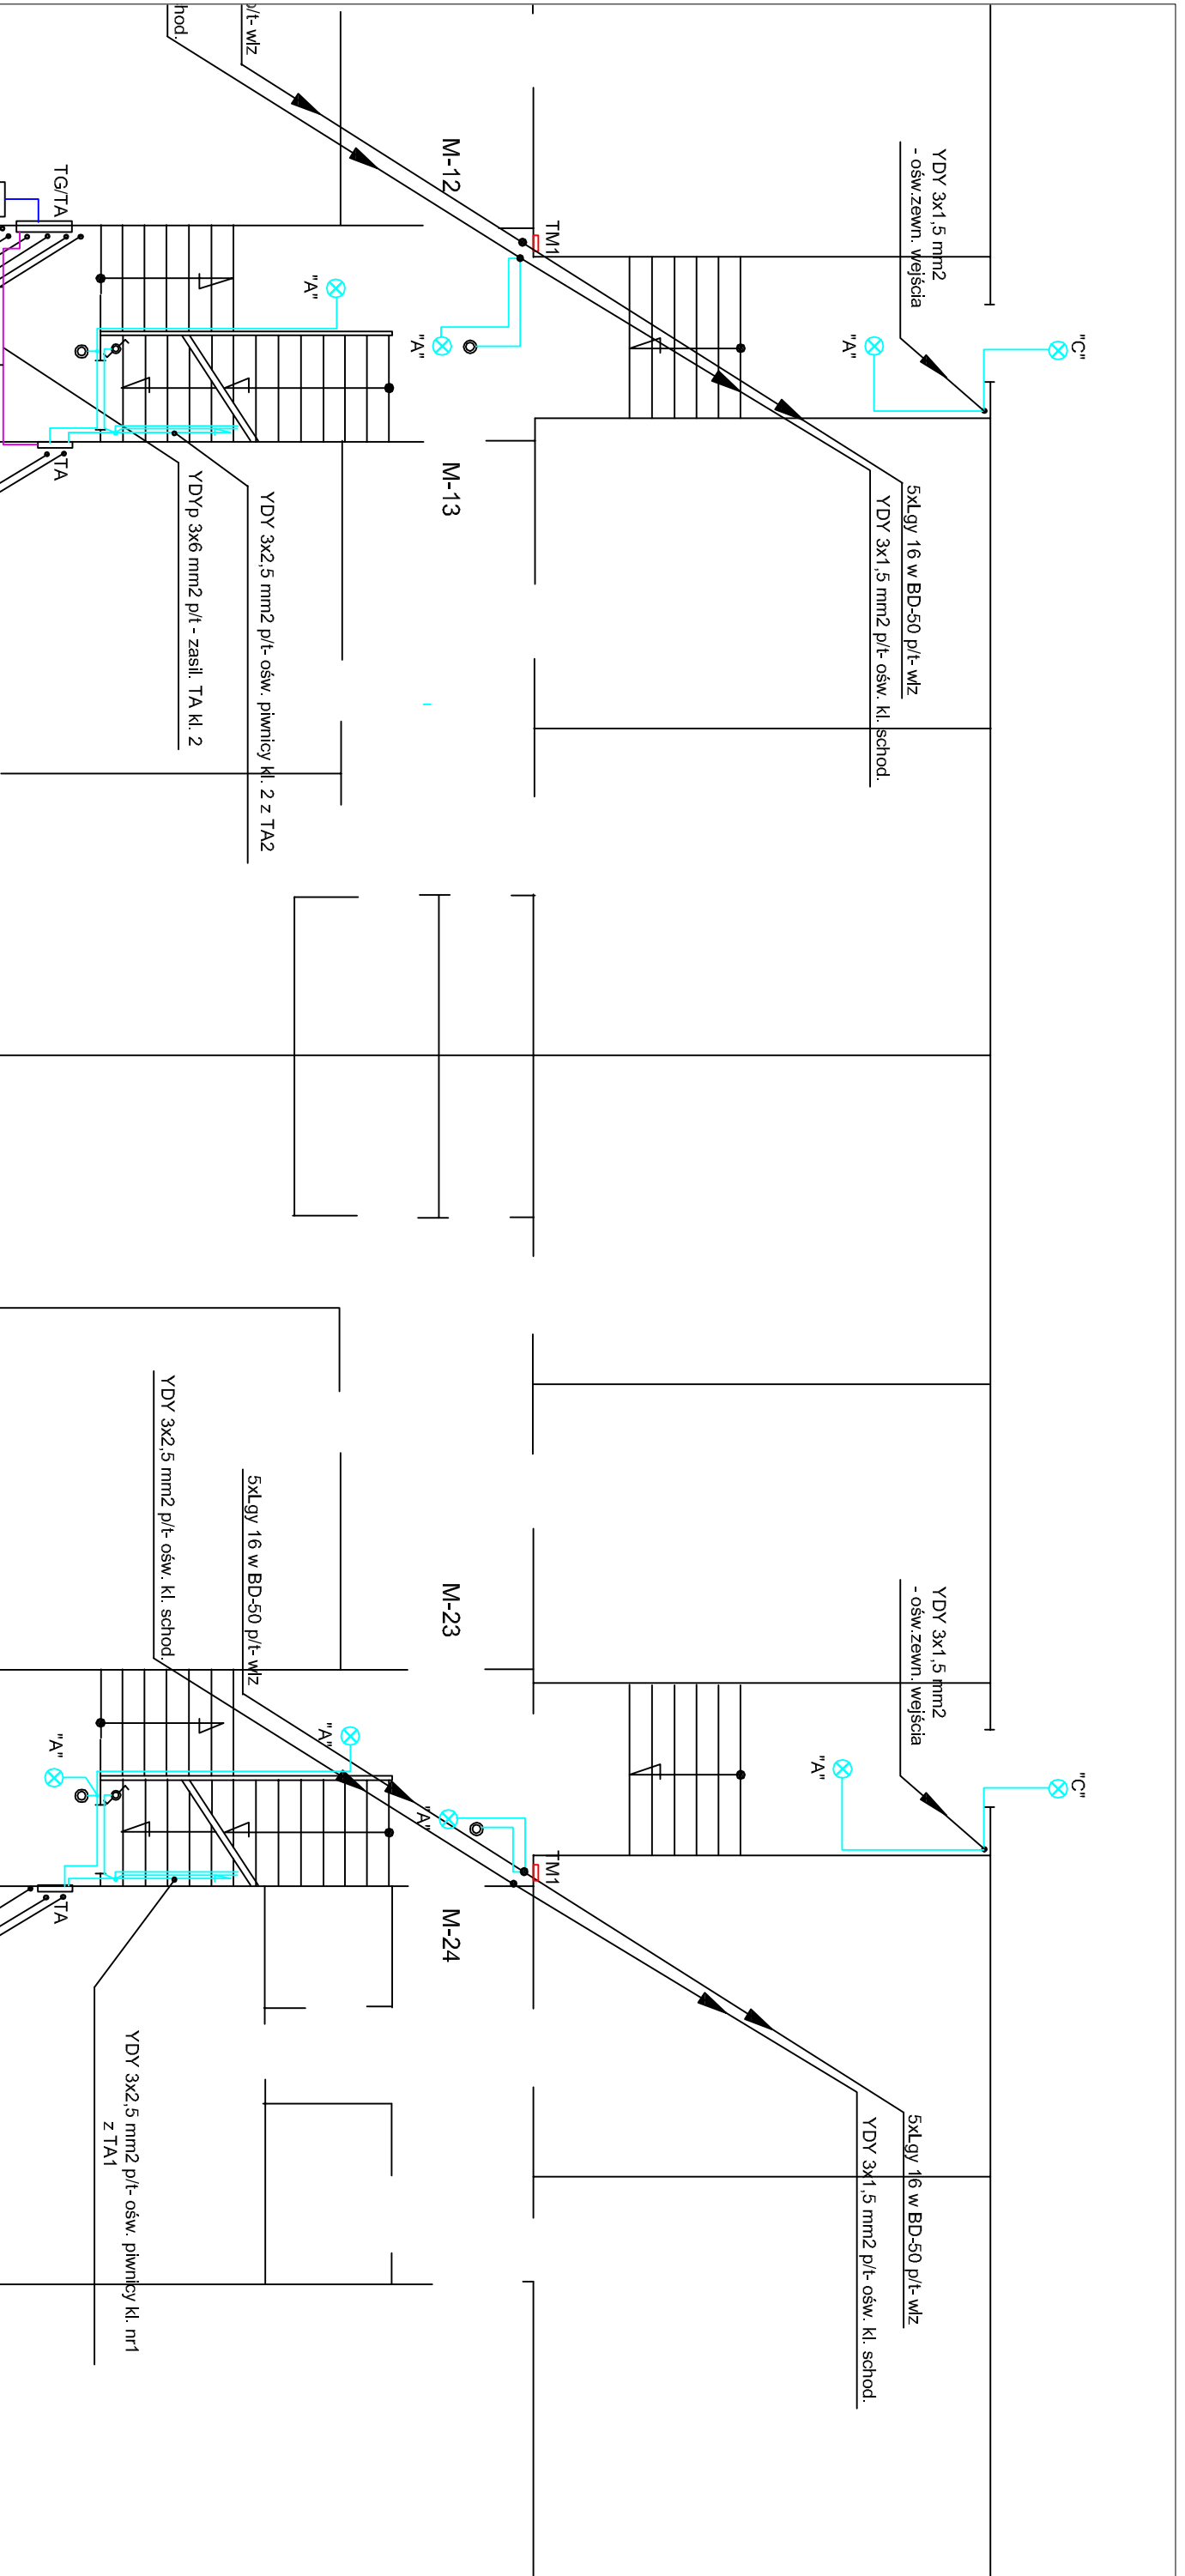 "C"
YDY 3x1,5 mm2
- ośw.zewn. wejścia
"A"
5xLgy 16 w BD-50 p/t- wlz
YDY 3x1,5 mm2 p/t- ośw. kl. schod.
TM1
M-12
M-13
"A"
"A"
p/t- wlz
hod.
TG/TA
TA
YDY 3x2,5 mm2 p/t- ośw. piwnicy kl. 2 z TA2
YDYp 3x6 mm2 p/t - zasil. TA kl. 2
"C"
YDY 3x1,5 mm2
- ośw.zewn. wejścia
"A"
5xLgy 16 w BD-50 p/t- wlz
YDY 3x1,5 mm2 p/t- ośw. kl. schod.
TM1
M-23
M-24
"A"
"A"
"A"
5xLgy 16 w BD-50 p/t- wlz
YDY 3x2,5 mm2 p/t- ośw. kl. schod.
TA
YDY 3x2,5 mm2 p/t- ośw. piwnicy kl. nr1
z TA1